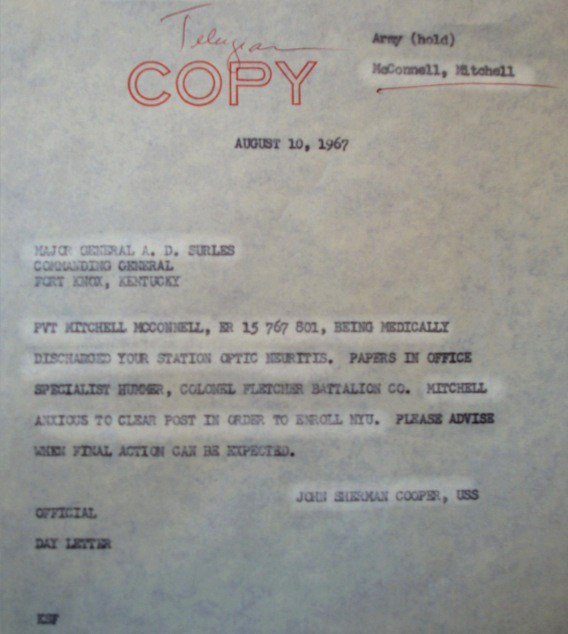 Telegram
Army (hold)
COPY
McConnell, Mitchell
AUGUST 10, 1967
MAJOR GENERAL A. D. SURLES
COMMANDING GENERAL
FORT KNOX, KENTUCKY
PVT MITCHELL MCCONNELL, ER 15 767 801, BEING MEDICALLY
DISCHARGED YOUR STATION OPTIC NEURITIS. PAPERS IN OFFICE
SPECIALIST HUMMER, COLONEL FLETCHER BATTALION CO. MITCHELL
ANXIOUS TO CLEAR POST IN ORDER TO ENROLL NYU. PLEASE ADVISE
WHEN FINAL ACTION CAN BE EXPECTED.
JOHN SHERMAN COOPER, USS
OFFICIAL
DAY LETTER
KSF